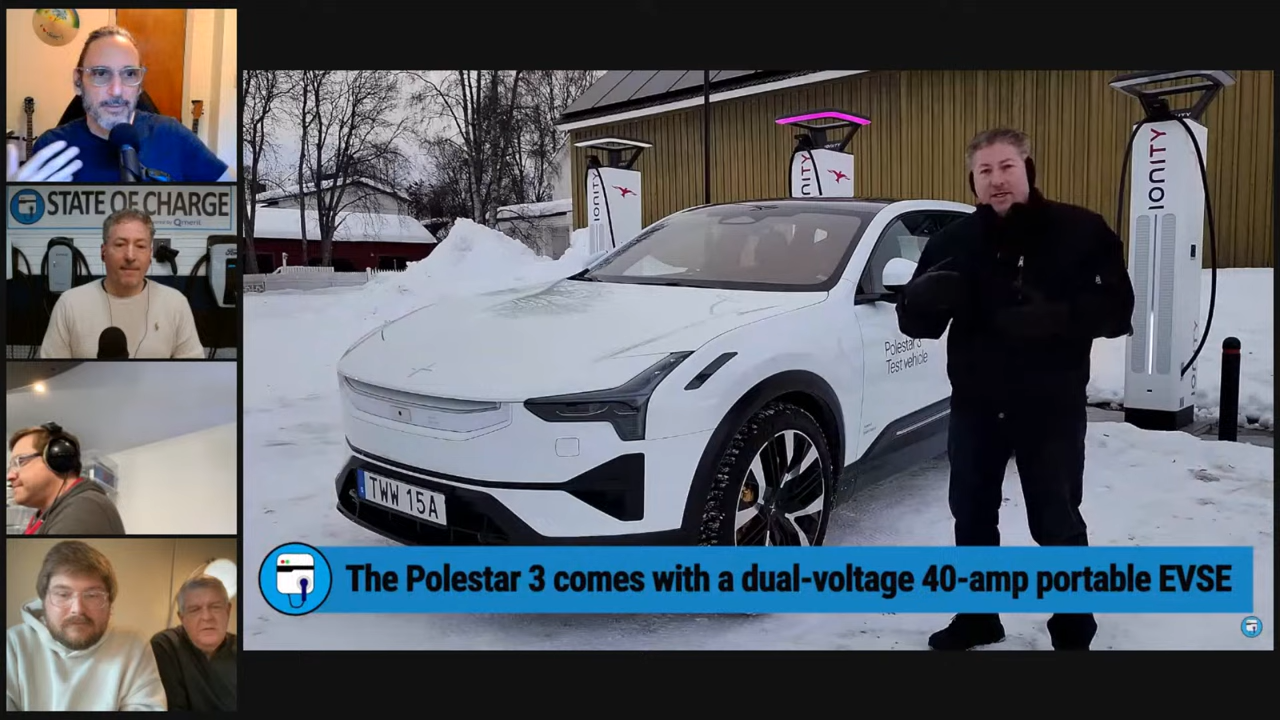 STATE OF CHARGE
IONITY
IONITY
IONITY
Polestar 3
Test vehicle
TWW 15A
The Polestar 3 comes with a dual-voltage 40-amp portable EVSE